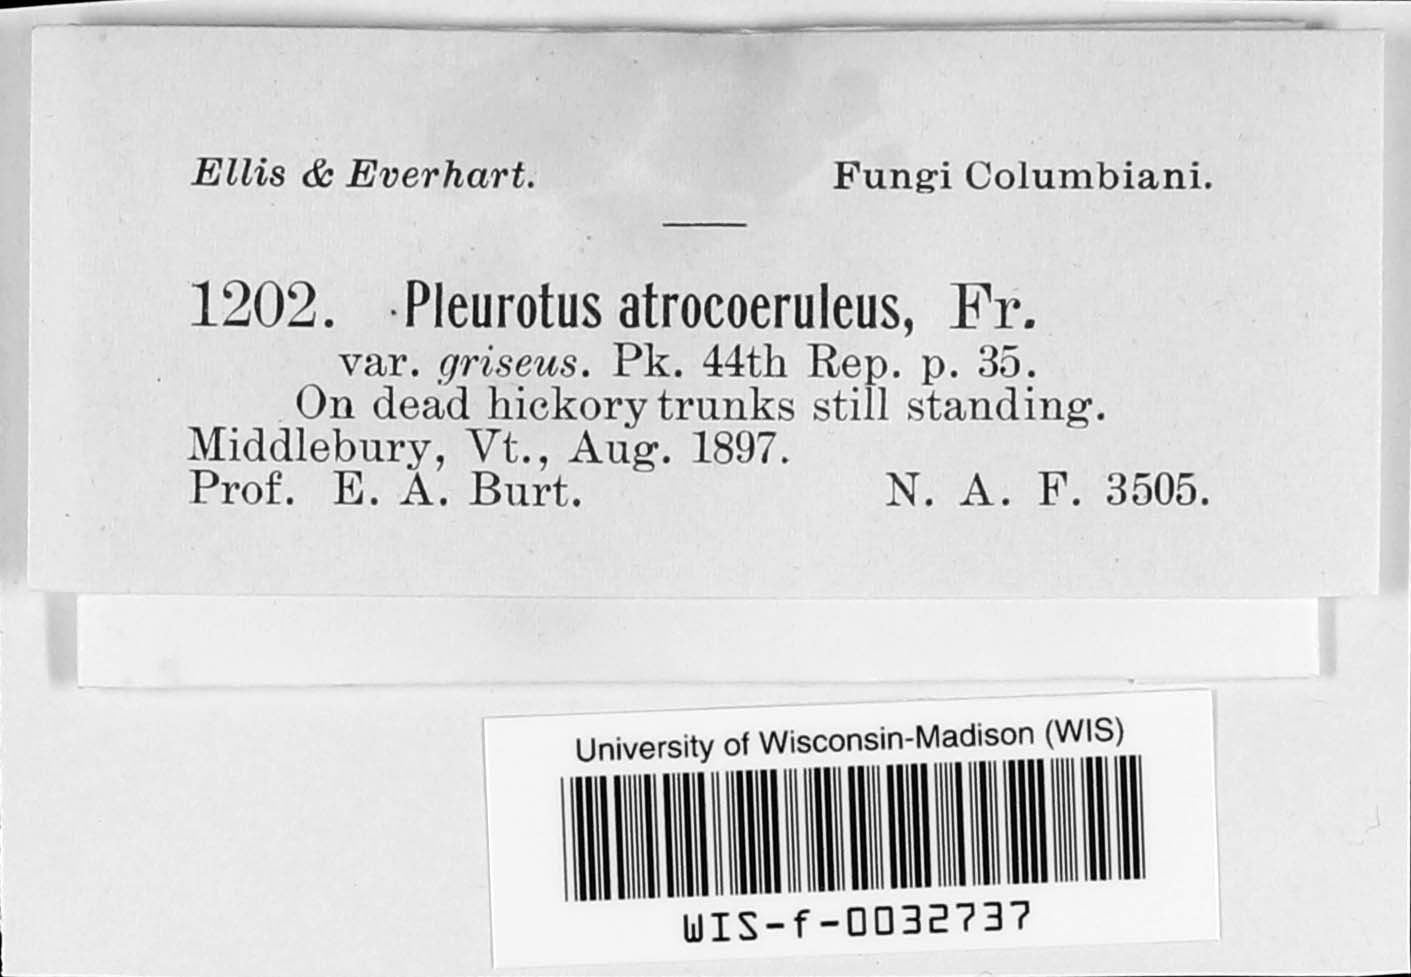 Ellis & Everhart. Fungi Columbiani.
1202. Pleurotus atrocoeruleus, Fr.
var. griseus. Pk. 44th Rep. p. 35.
On dead hickory trunks still standing.
Middlebury, Vt., Aug. 1897.
Prof. E. A. Burt. N. A. F. 3505.
University of Wisconsin-Madison (WIS)
WIS-f-0032737